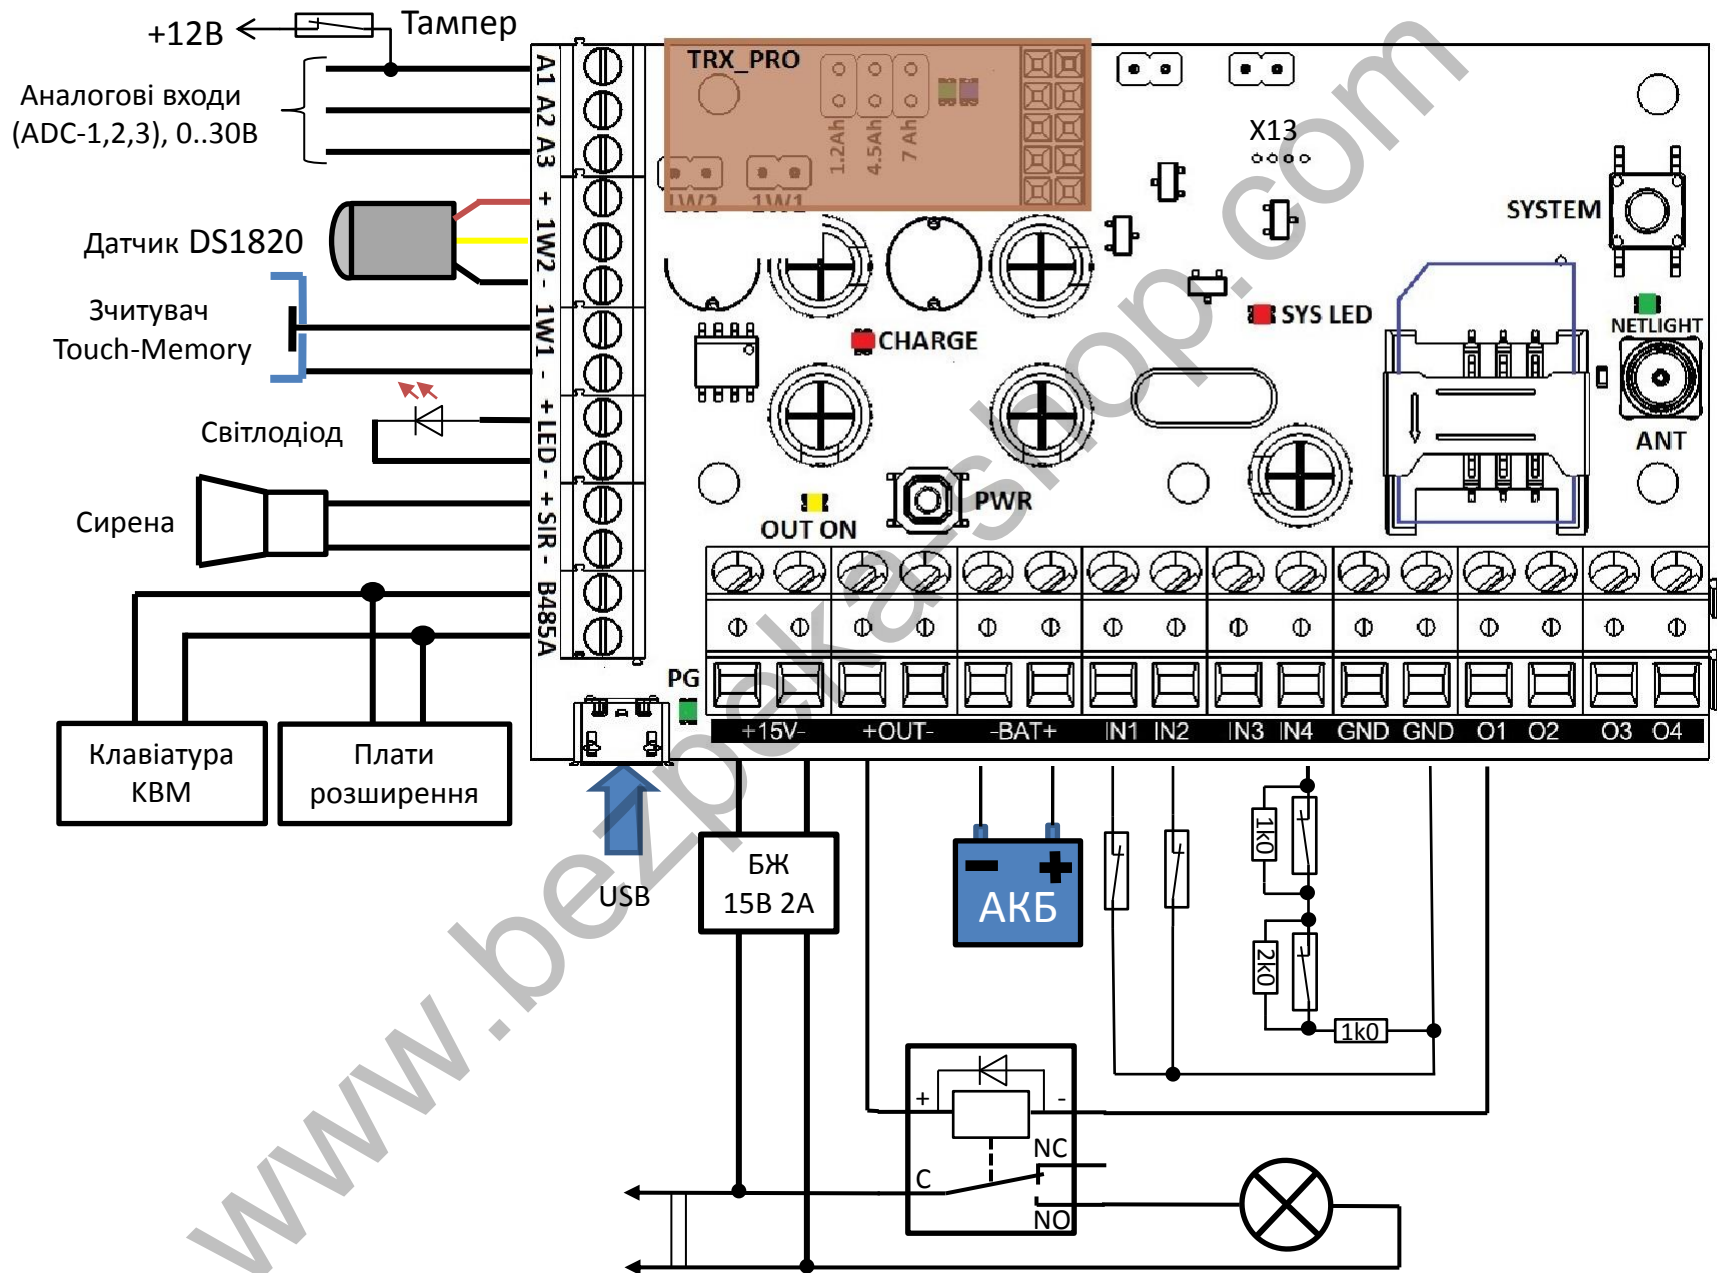 +12В
Тампер
Аналогові входи
(ADC-1,2,3), 0..30В
Датчик DS1820
Зчитувач
Touch-Memory
Світлодіод
Сирена
Клавіатура
КВМ
Плати
розширення
A1
A2
A3
+
1W2
-
1W1
-
+
LED
-
+
SIR
-
B485A
TRX_PRO
1.2Ah
4.5Ah
7 Ah
1W2
1W1
X13
SYSTEM
SYS LED
NETLIGHT
ANT
CHARGE
PWR
OUT ON
PG
+15V-
+OUT-
-BAT+
IN1
IN2
IN3
IN4
GND
GND
O1
O2
O3
O4
USB
БЖ
15В 2А
АКБ
1k0
2k0
1k0
+
-
C
NC
NO
www.bezpeka-shop.com